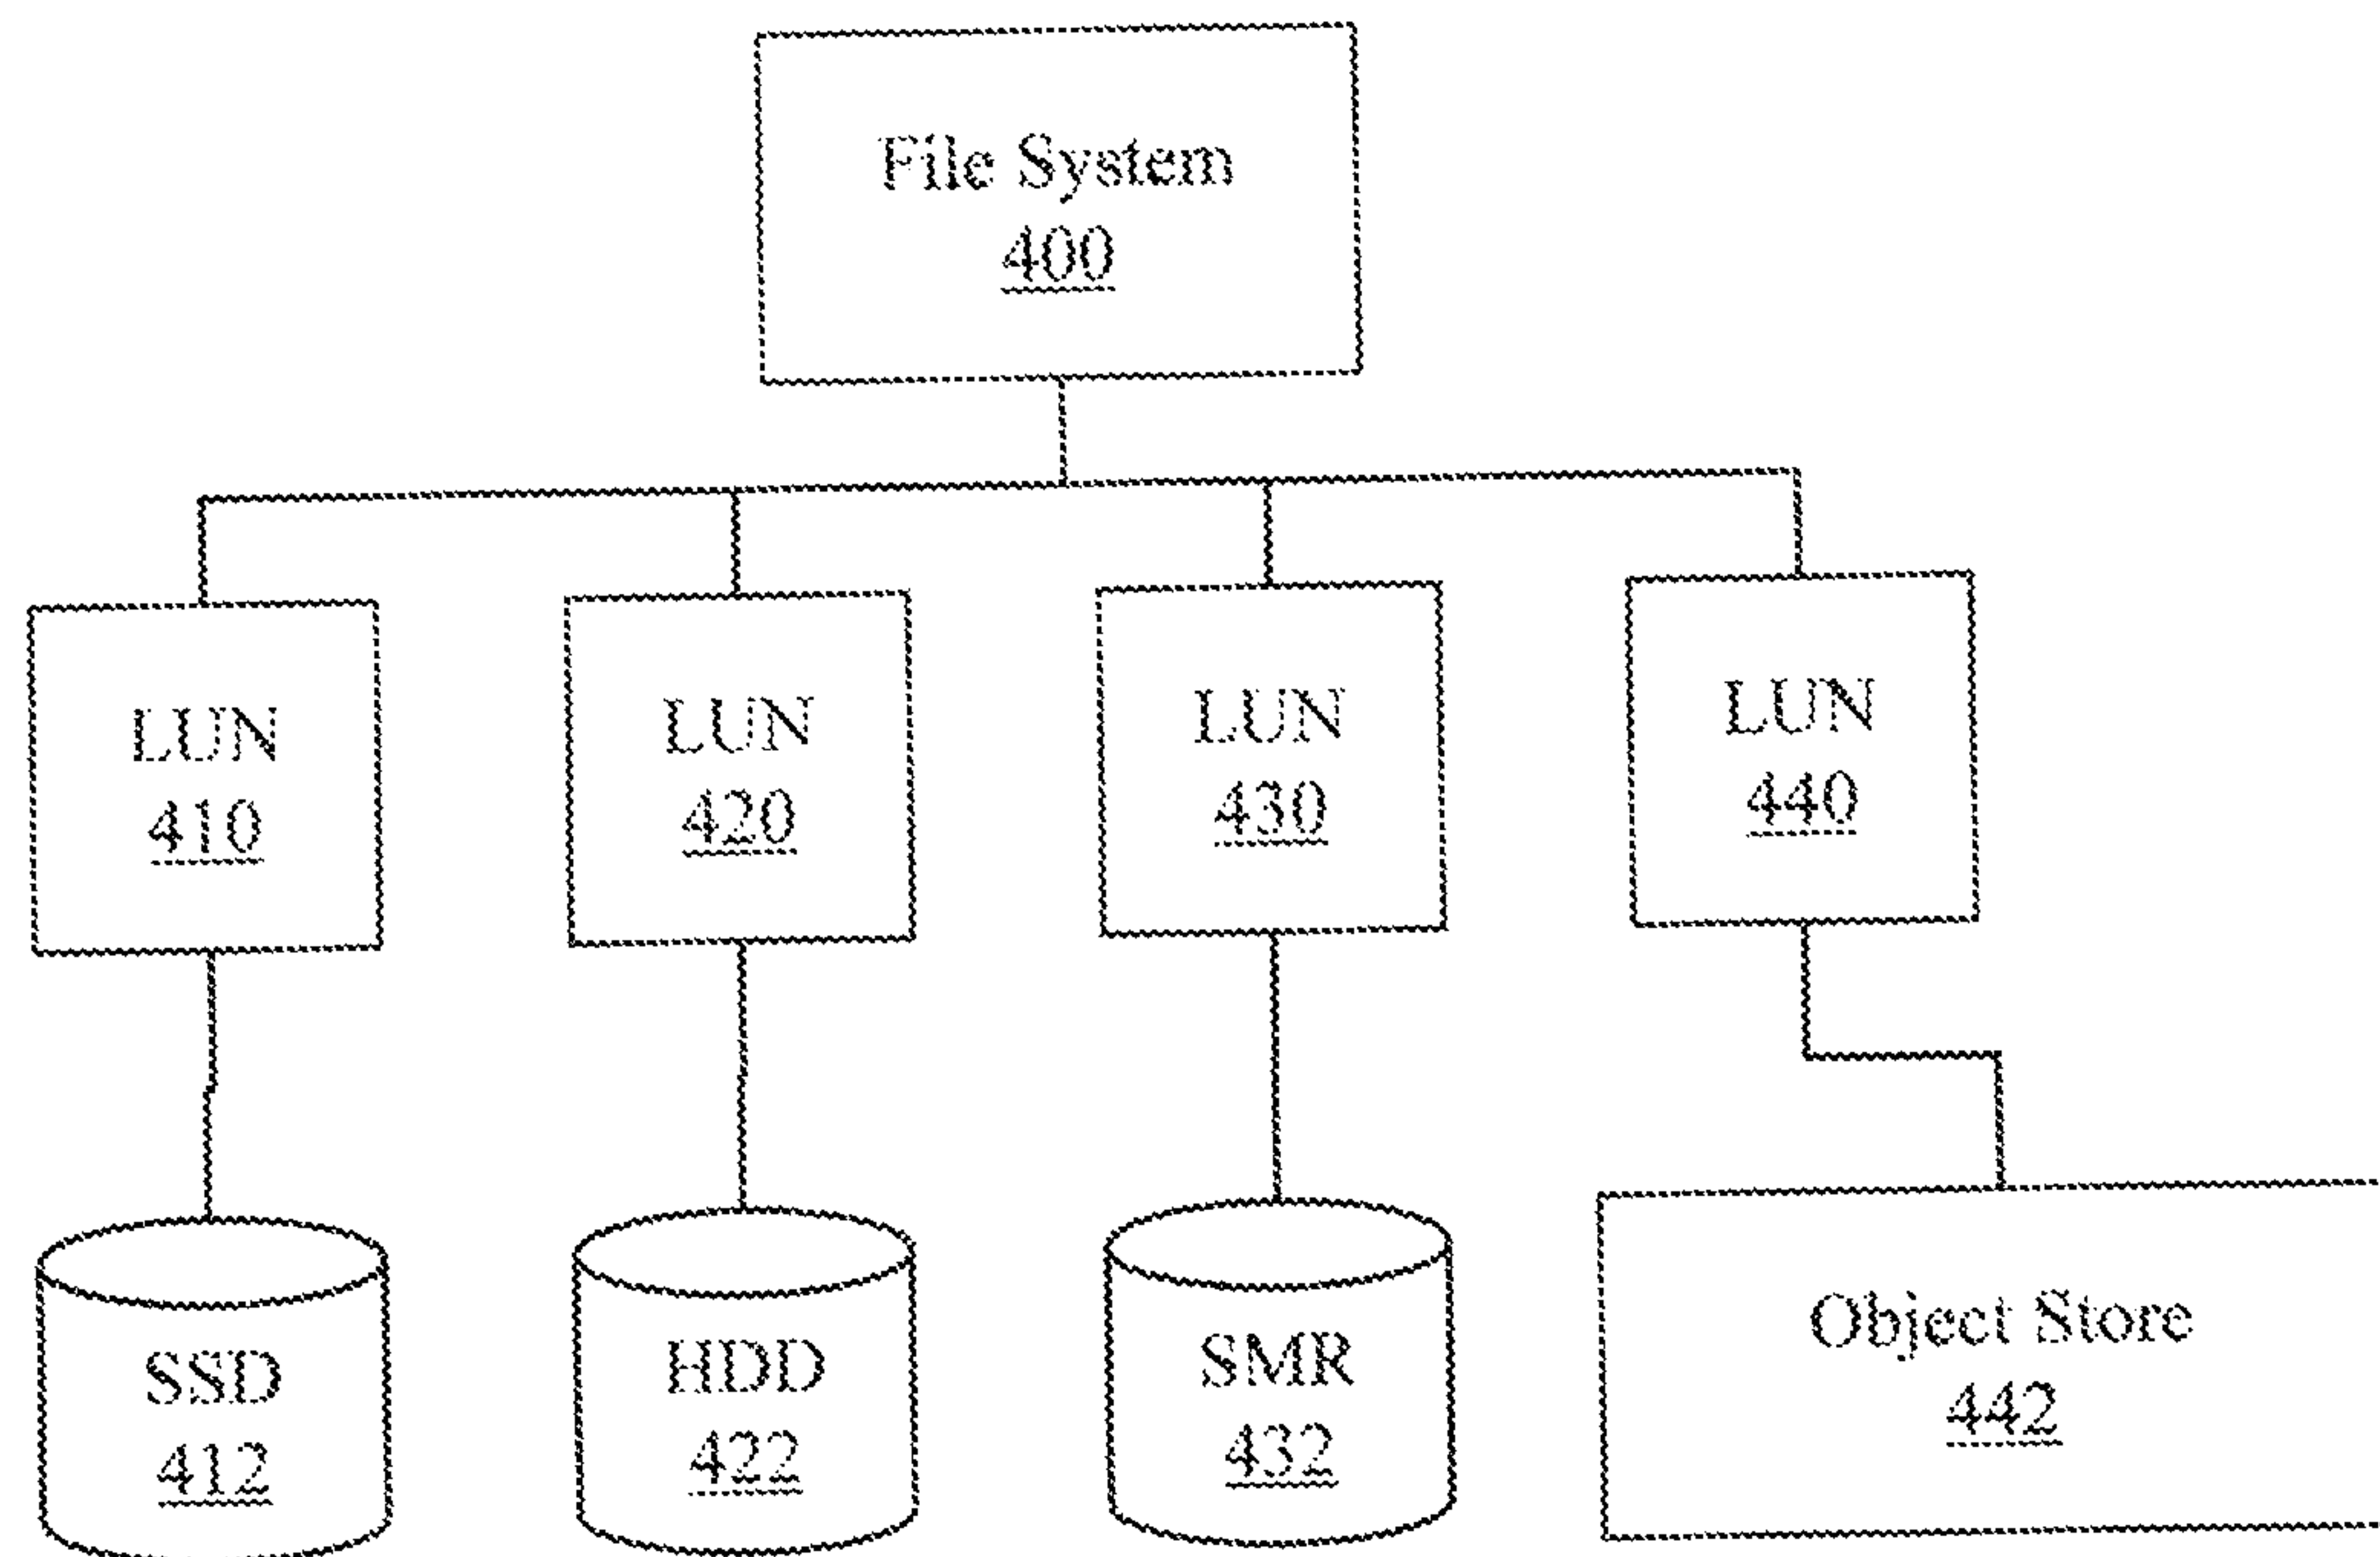 File System
400
LUN
410
LUN
420
LUN
430
LUN
440
SSD
412
HDD
422
SMR
432
Object Store
442